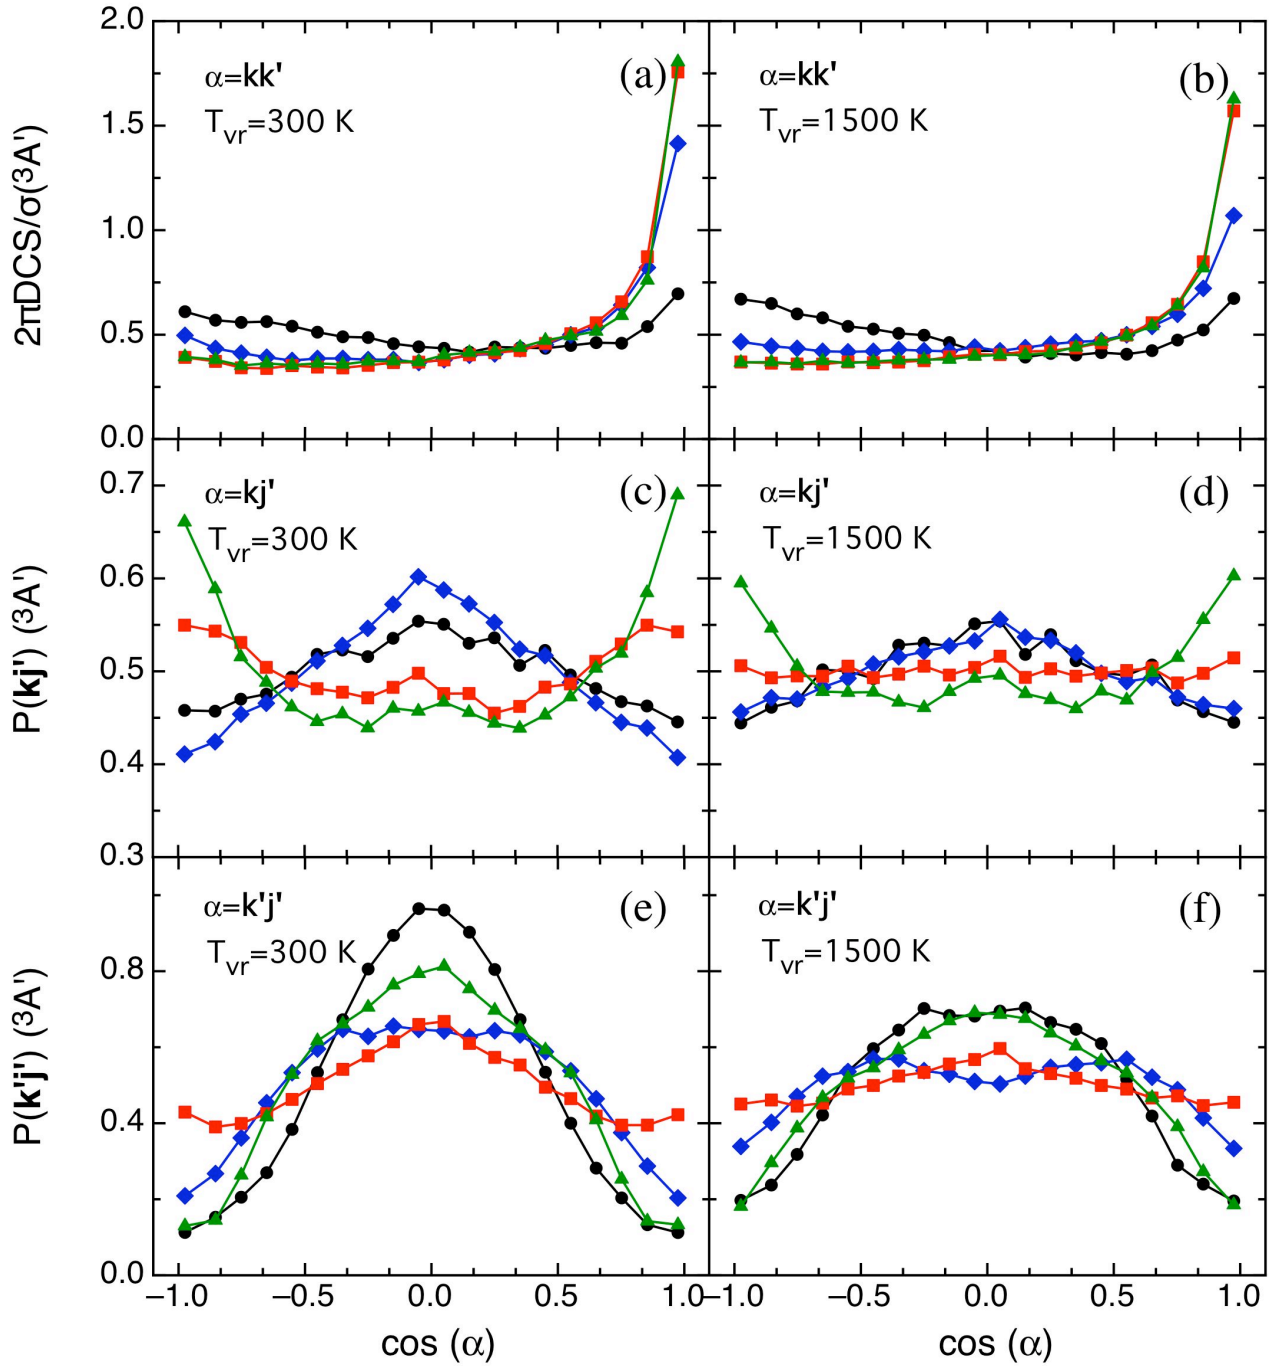 2.0
1.5
1.0
0.5
0.0
2πDCS/σ(³A')
α=kk'
T_vr=300 K
(a)
α=kk'
T_vr=1500 K
(b)
0.7
0.6
0.5
0.4
0.3
P(kj') (³A')
α=kj'
T_vr=300 K
(c)
α=kj'
T_vr=1500 K
(d)
0.8
0.4
0.0
P(k'j') (³A')
α=k'j'
T_vr=300 K
(e)
α=k'j'
T_vr=1500 K
(f)
−1.0 −0.5 0.0 0.5 1.0 −1.0 −0.5 0.0 0.5 1.0
cos (α) cos (α)